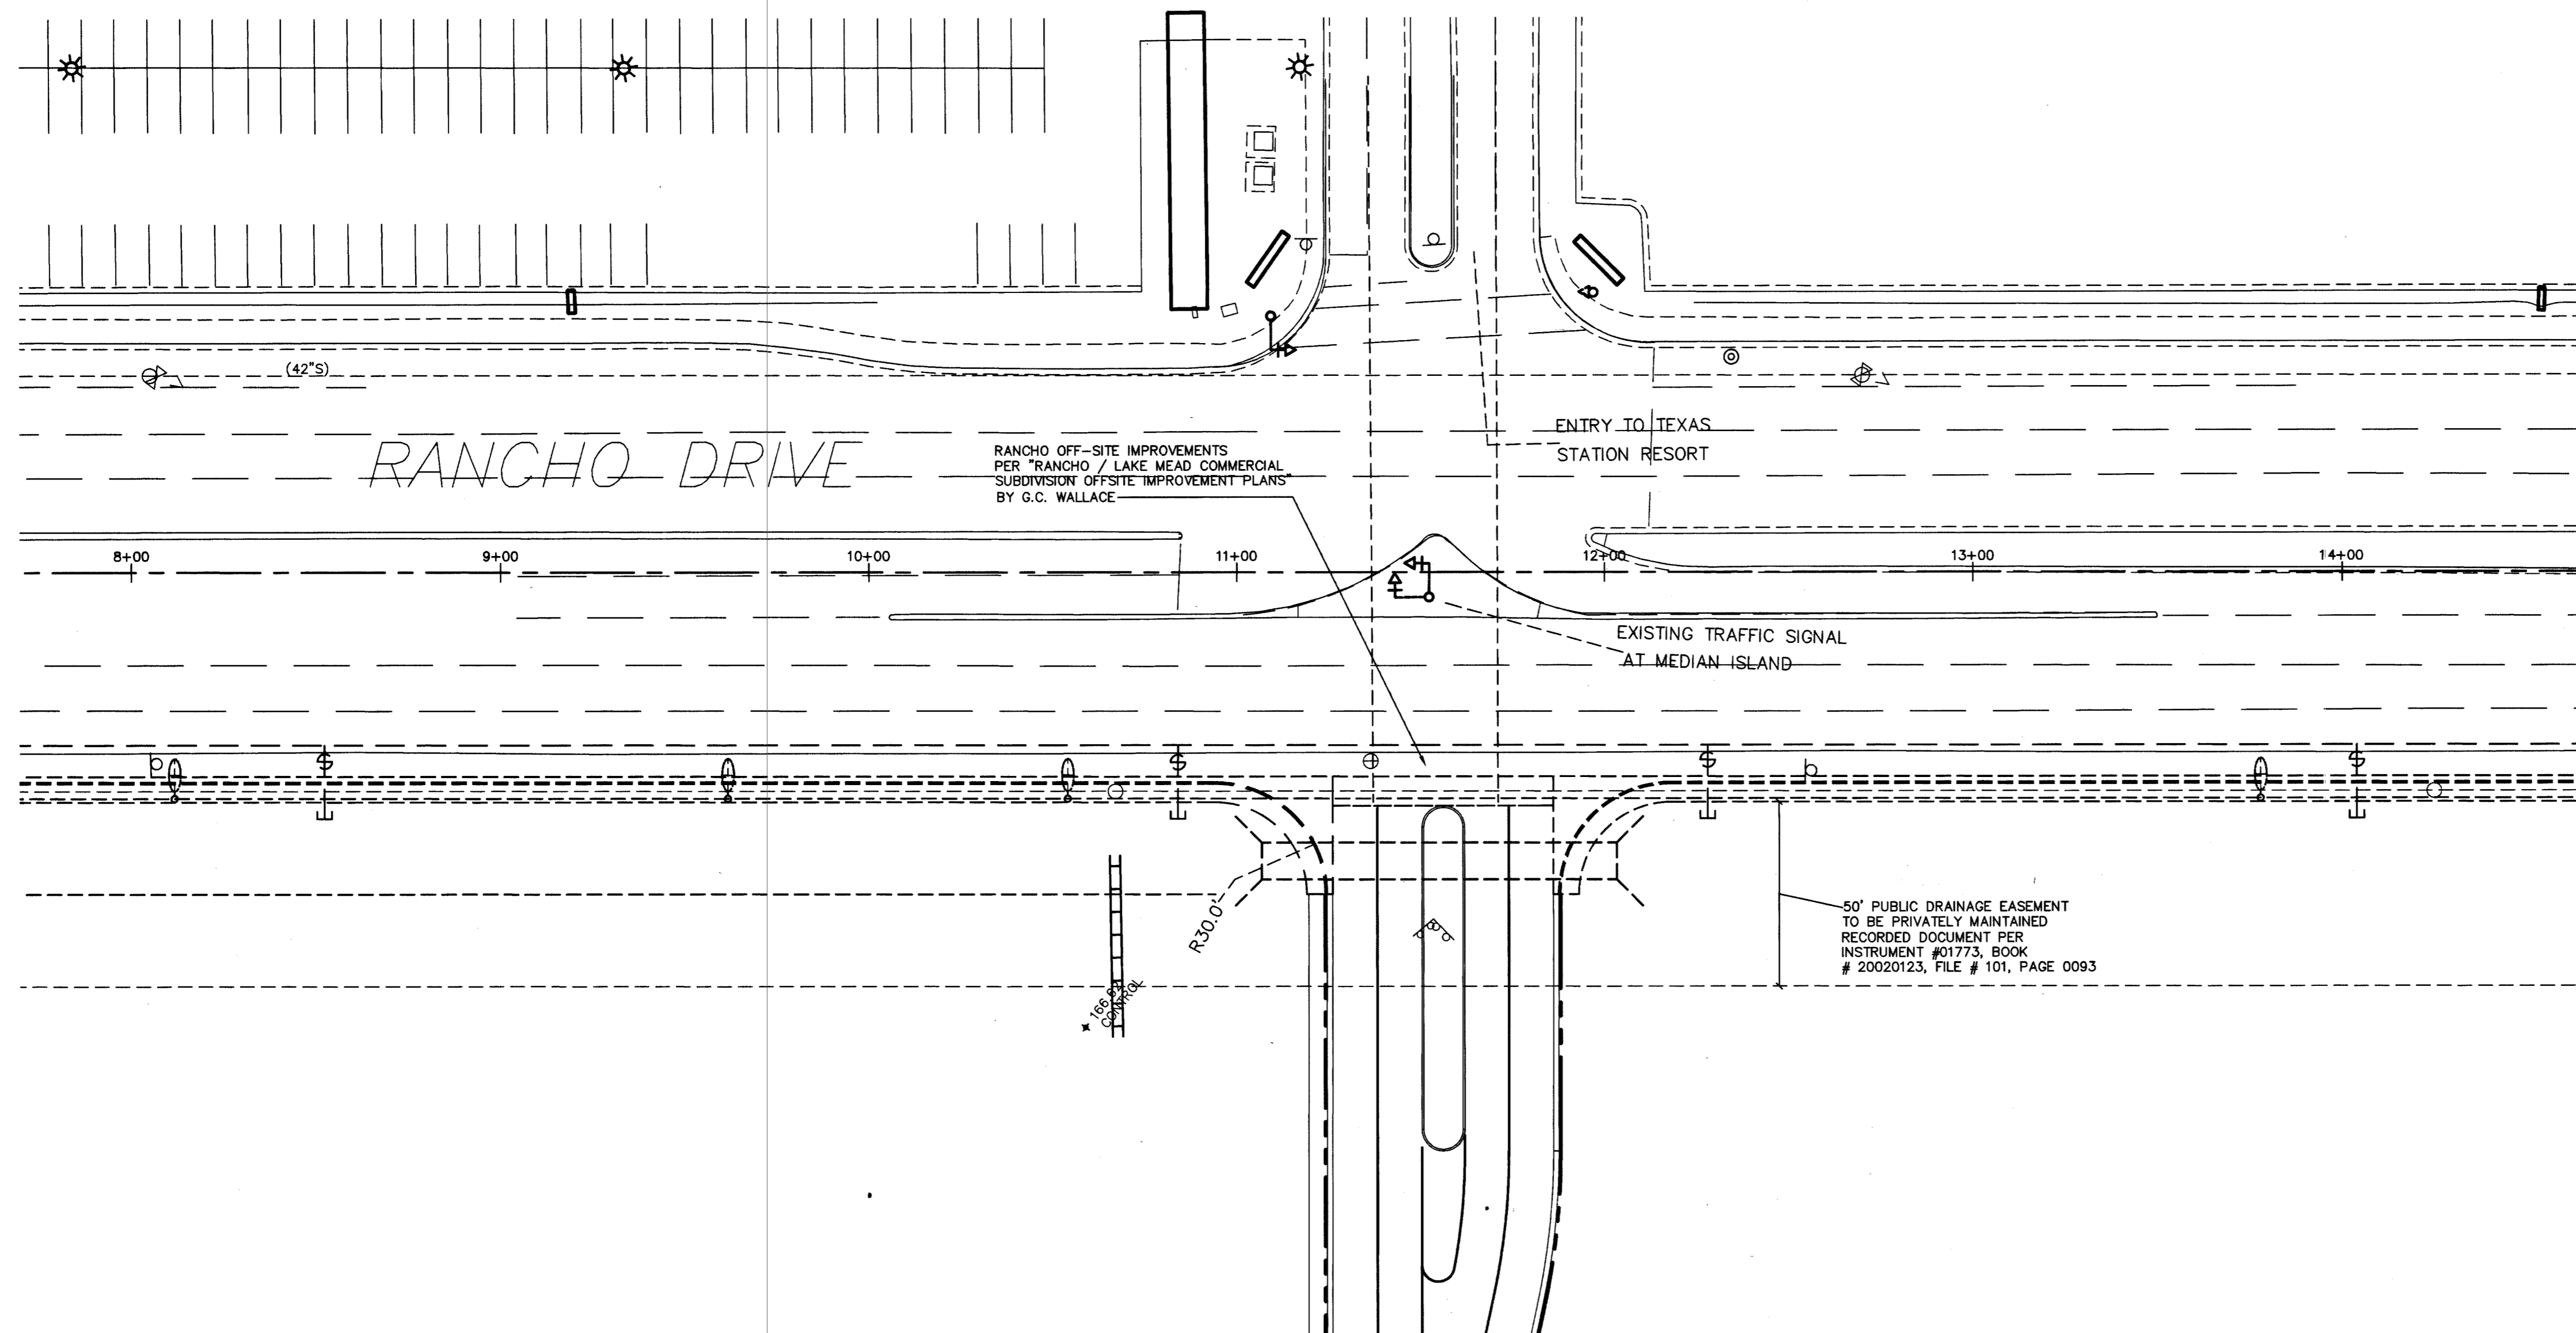 (42"S)
RANCHO DRIVE
RANCHO OFF-SITE IMPROVEMENTS
PER "RANCHO / LAKE MEAD COMMERCIAL
SUBDIVISION OFFSITE IMPROVEMENT PLANS"
BY G.C. WALLACE
ENTRY TO TEXAS
STATION RESORT
8+00
9+00
10+00
11+00
12+00
13+00
14+00
EXISTING TRAFFIC SIGNAL
AT MEDIAN ISLAND
R30.0'
CONTROL
50' PUBLIC DRAINAGE EASEMENT
TO BE PRIVATELY MAINTAINED
RECORDED DOCUMENT PER
INSTRUMENT #01773, BOOK
# 20020123, FILE # 101, PAGE 0093